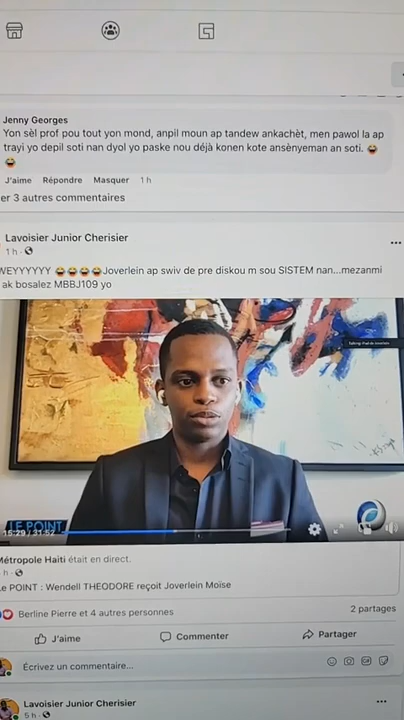 Jenny Georges
Yon sèl prof pou tout yon mond, anpil moun ap tandew ankachèt, men pawol la ap
trayi yo depil soti nan dyol yo paske nou déjà konen kote ansènyeman an soti. 😂
😂
J'aime Répondre Masquer 1 h
er 3 autres commentaires
Lavoisier Junior Cherisier
1 h ·
WEYYYYYY 😂😂😂😂Joverlein ap swiv de pre diskou m sou SISTEM nan...mezanmi
ak bosalez MBBJ109 yo
LE POINT
15:29 / 31:52
Métropole Haiti était en direct.
h ·
Le POINT : Wendell THEODORE reçoit Joverlein Moïse
Berline Pierre et 4 autres personnes
2 partages
J'aime Commenter Partager
Écrivez un commentaire...
Lavoisier Junior Cherisier
5 h ·